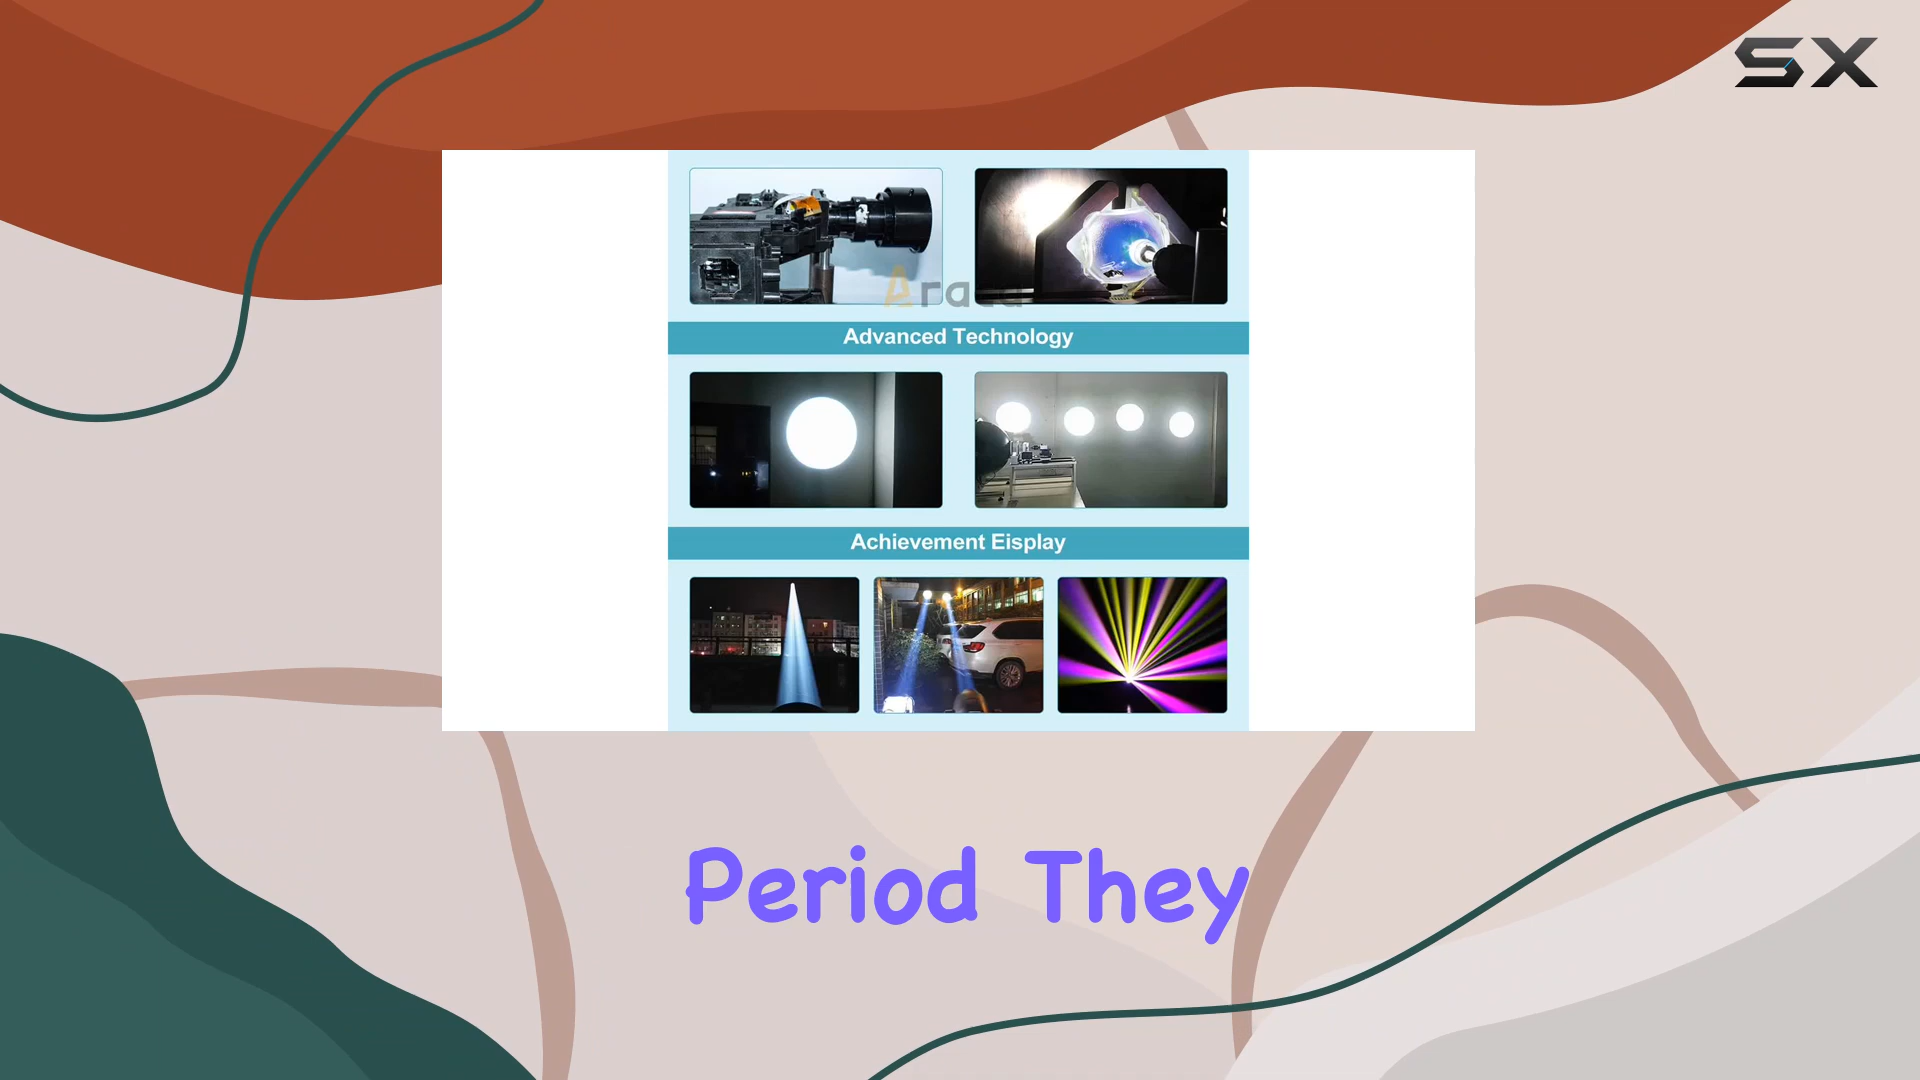 SX
Advanced Technology
Achievement Eisplay
Period They